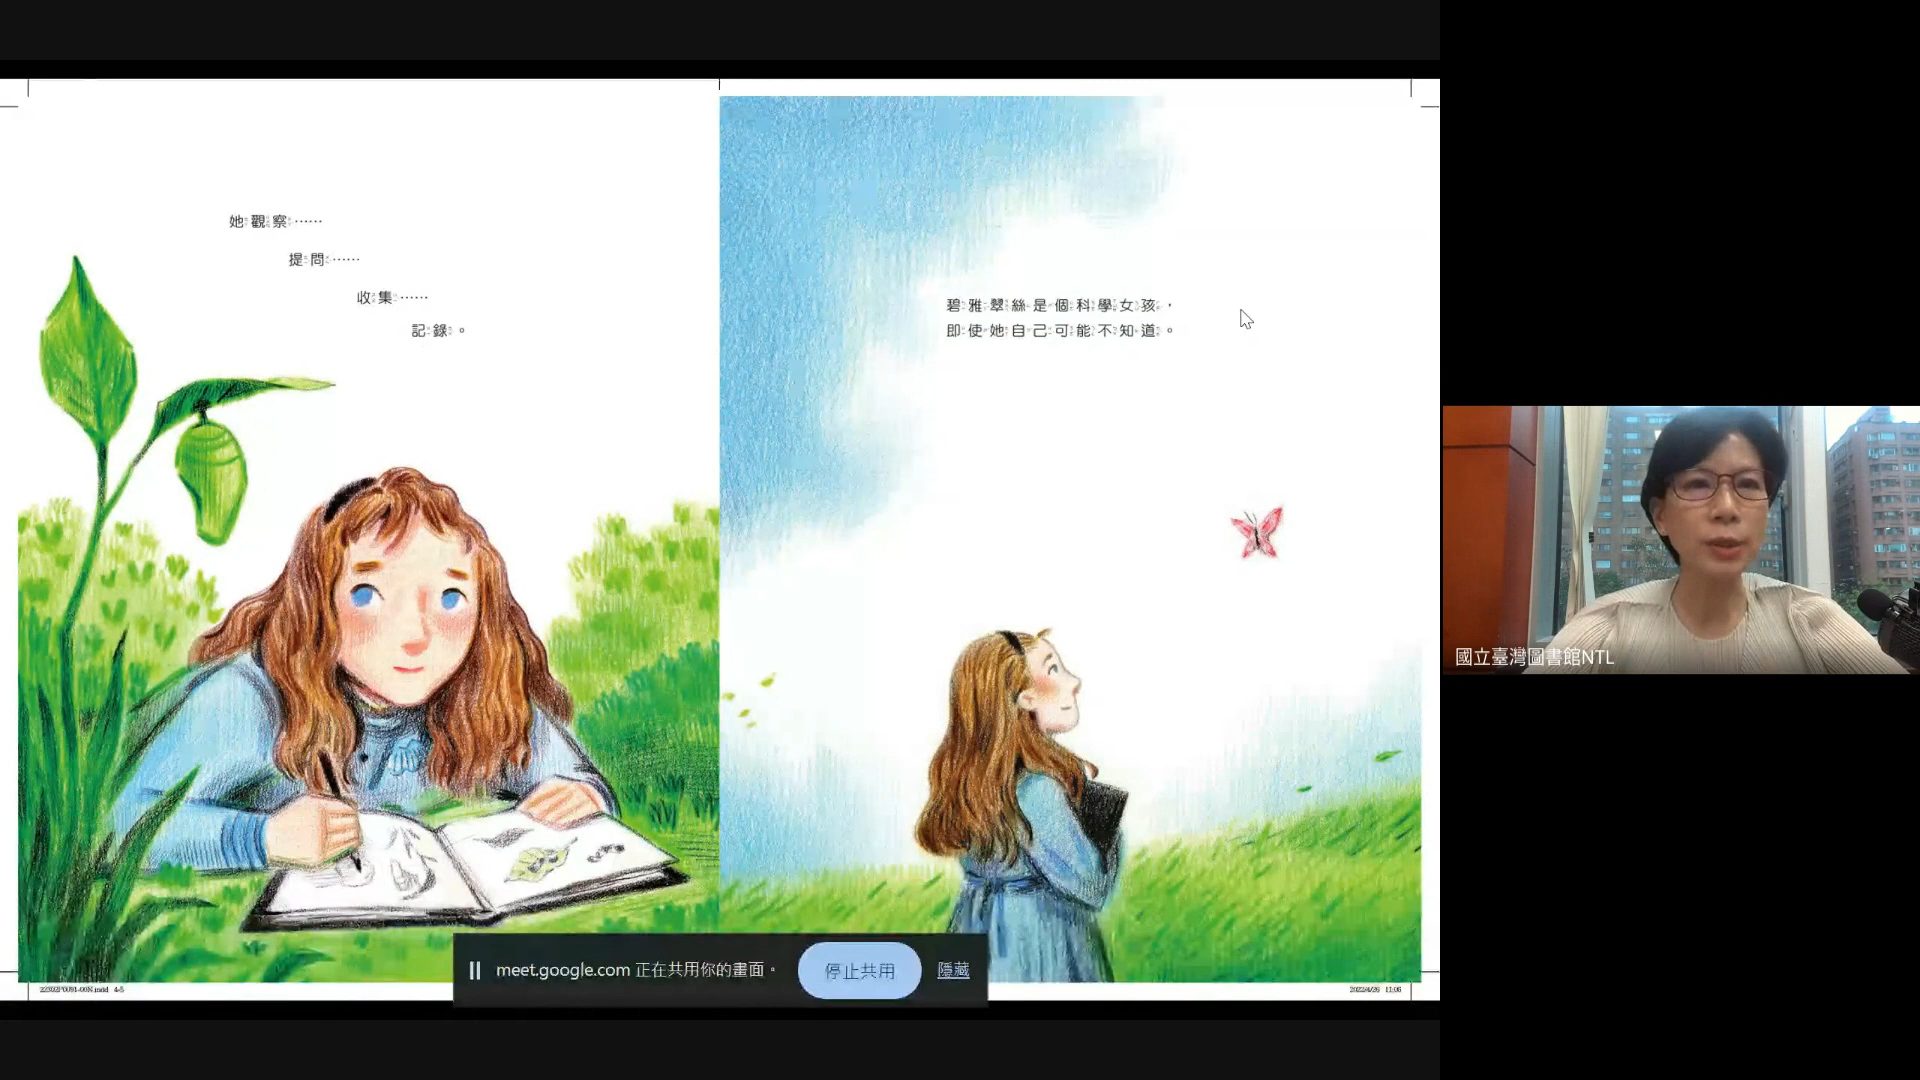 她觀察⋯⋯
提問⋯⋯
收集⋯⋯
記錄。
碧雅翠絲是個科學女孩，
即使她自己可能不知道。
meet.google.com 正在共用你的畫面。
停止共用
隱藏
國立臺灣圖書館NTL